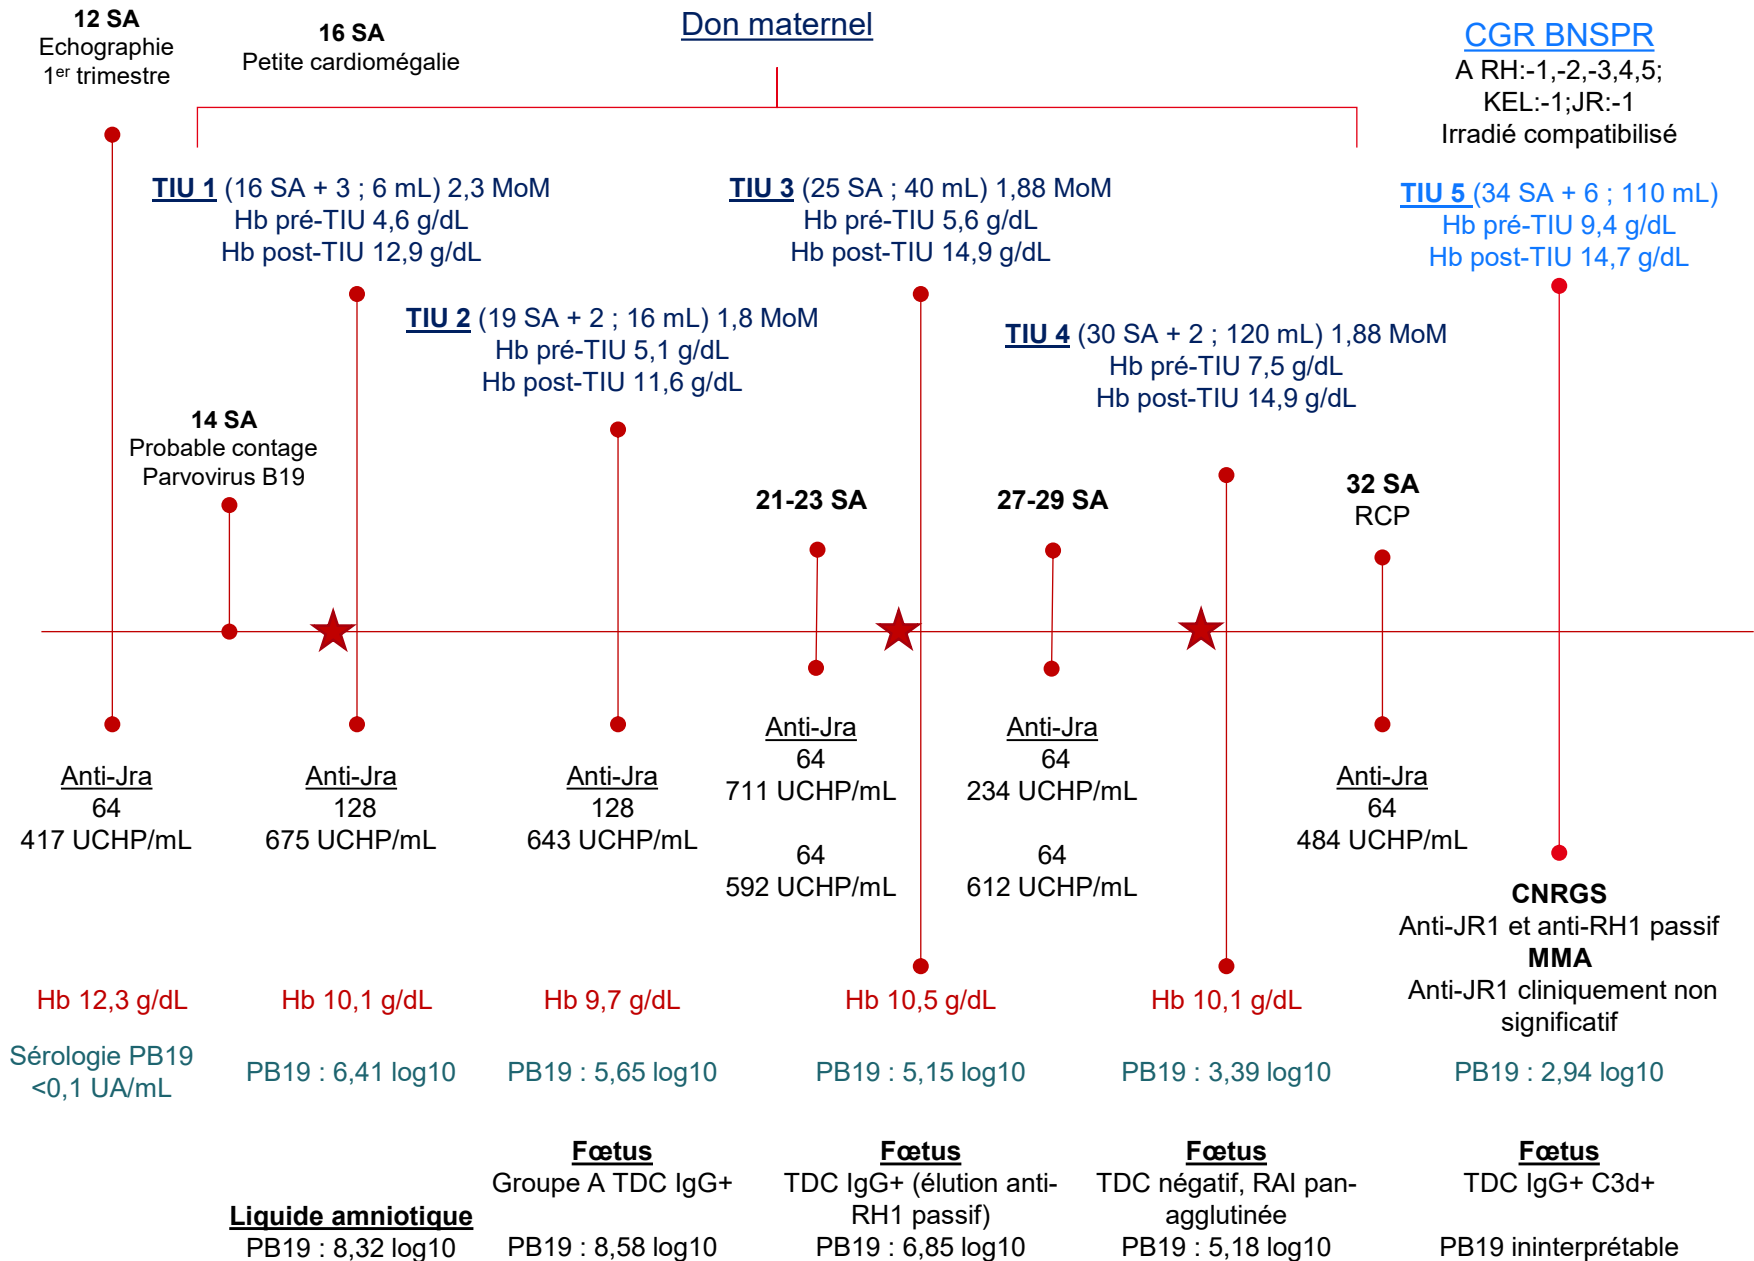 12 SA
Echographie
1er trimestre
16 SA
Petite cardiomégalie
Don maternel
CGR BNSPR
A RH:-1,-2,-3,4,5;
KEL:-1;JR:-1
Irradié compatibilisé
TIU 1 (16 SA + 3 ; 6 mL) 2,3 MoM
Hb pré-TIU 4,6 g/dL
Hb post-TIU 12,9 g/dL
TIU 3 (25 SA ; 40 mL) 1,88 MoM
Hb pré-TIU 5,6 g/dL
Hb post-TIU 14,9 g/dL
TIU 5 (34 SA + 6 ; 110 mL)
Hb pré-TIU 9,4 g/dL
Hb post-TIU 14,7 g/dL
TIU 2 (19 SA + 2 ; 16 mL) 1,8 MoM
Hb pré-TIU 5,1 g/dL
Hb post-TIU 11,6 g/dL
TIU 4 (30 SA + 2 ; 120 mL) 1,88 MoM
Hb pré-TIU 7,5 g/dL
Hb post-TIU 14,9 g/dL
14 SA
Probable contage
Parvovirus B19
21-23 SA
27-29 SA
32 SA
RCP
Anti-Jra
64
417 UCHP/mL
Anti-Jra
128
675 UCHP/mL
Anti-Jra
128
643 UCHP/mL
Anti-Jra
64
711 UCHP/mL
64
592 UCHP/mL
Anti-Jra
64
234 UCHP/mL
64
612 UCHP/mL
Anti-Jra
64
484 UCHP/mL
CNRGS
Anti-JR1 et anti-RH1 passif
MMA
Anti-JR1 cliniquement non
significatif
Hb 12,3 g/dL
Hb 10,1 g/dL
Hb 9,7 g/dL
Hb 10,5 g/dL
Hb 10,1 g/dL
Sérologie PB19
<0,1 UA/mL
PB19 : 6,41 log10
PB19 : 5,65 log10
PB19 : 5,15 log10
PB19 : 3,39 log10
PB19 : 2,94 log10
Liquide amniotique
PB19 : 8,32 log10
Fœtus
Groupe A TDC IgG+
PB19 : 8,58 log10
Fœtus
TDC IgG+ (élution anti-
RH1 passif)
PB19 : 6,85 log10
Fœtus
TDC négatif, RAI pan-
agglutinée
PB19 : 5,18 log10
Fœtus
TDC IgG+ C3d+
PB19 ininterprétable